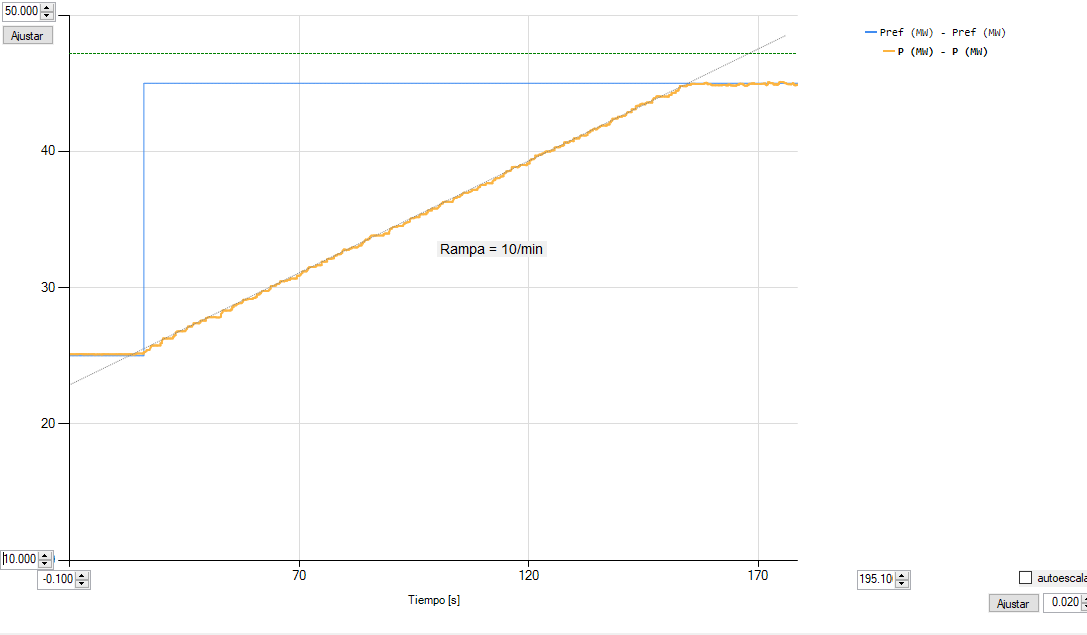 50.000
Ajustar
Pref (MW) - Pref (MW)
P (MW) - P (MW)
40
Rampa = 10/min
30
20
10.000
-0.100
70
120
170
195.10
autoescala
Tiempo [s]
Ajustar
0.020